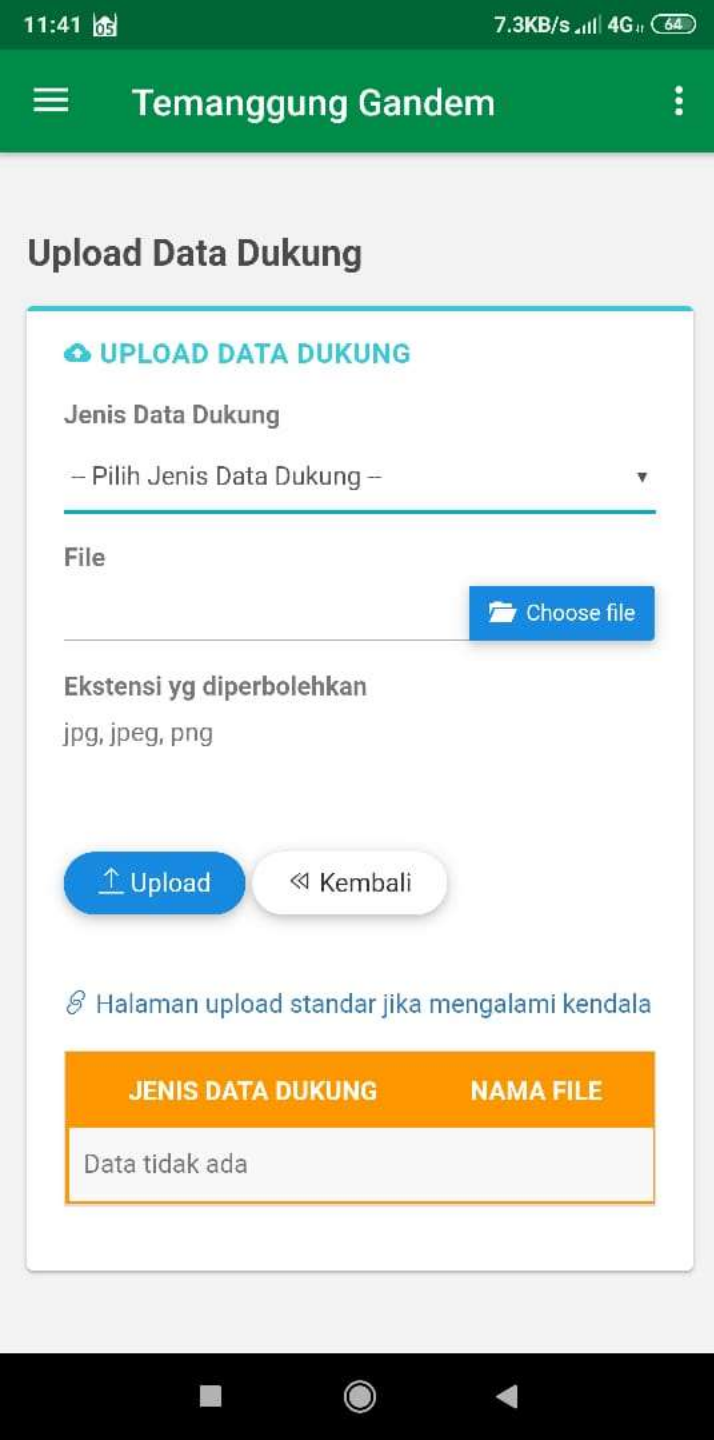 11:41 05 7.3KB/s 4G 64
Temanggung Gandem
Upload Data Dukung
UPLOAD DATA DUKUNG
Jenis Data Dukung
-- Pilih Jenis Data Dukung --
File
Choose file
Ekstensi yg diperbolehkan
jpg, jpeg, png
Upload Kembali
Halaman upload standar jika mengalami kendala
JENIS DATA DUKUNG NAMA FILE
Data tidak ada